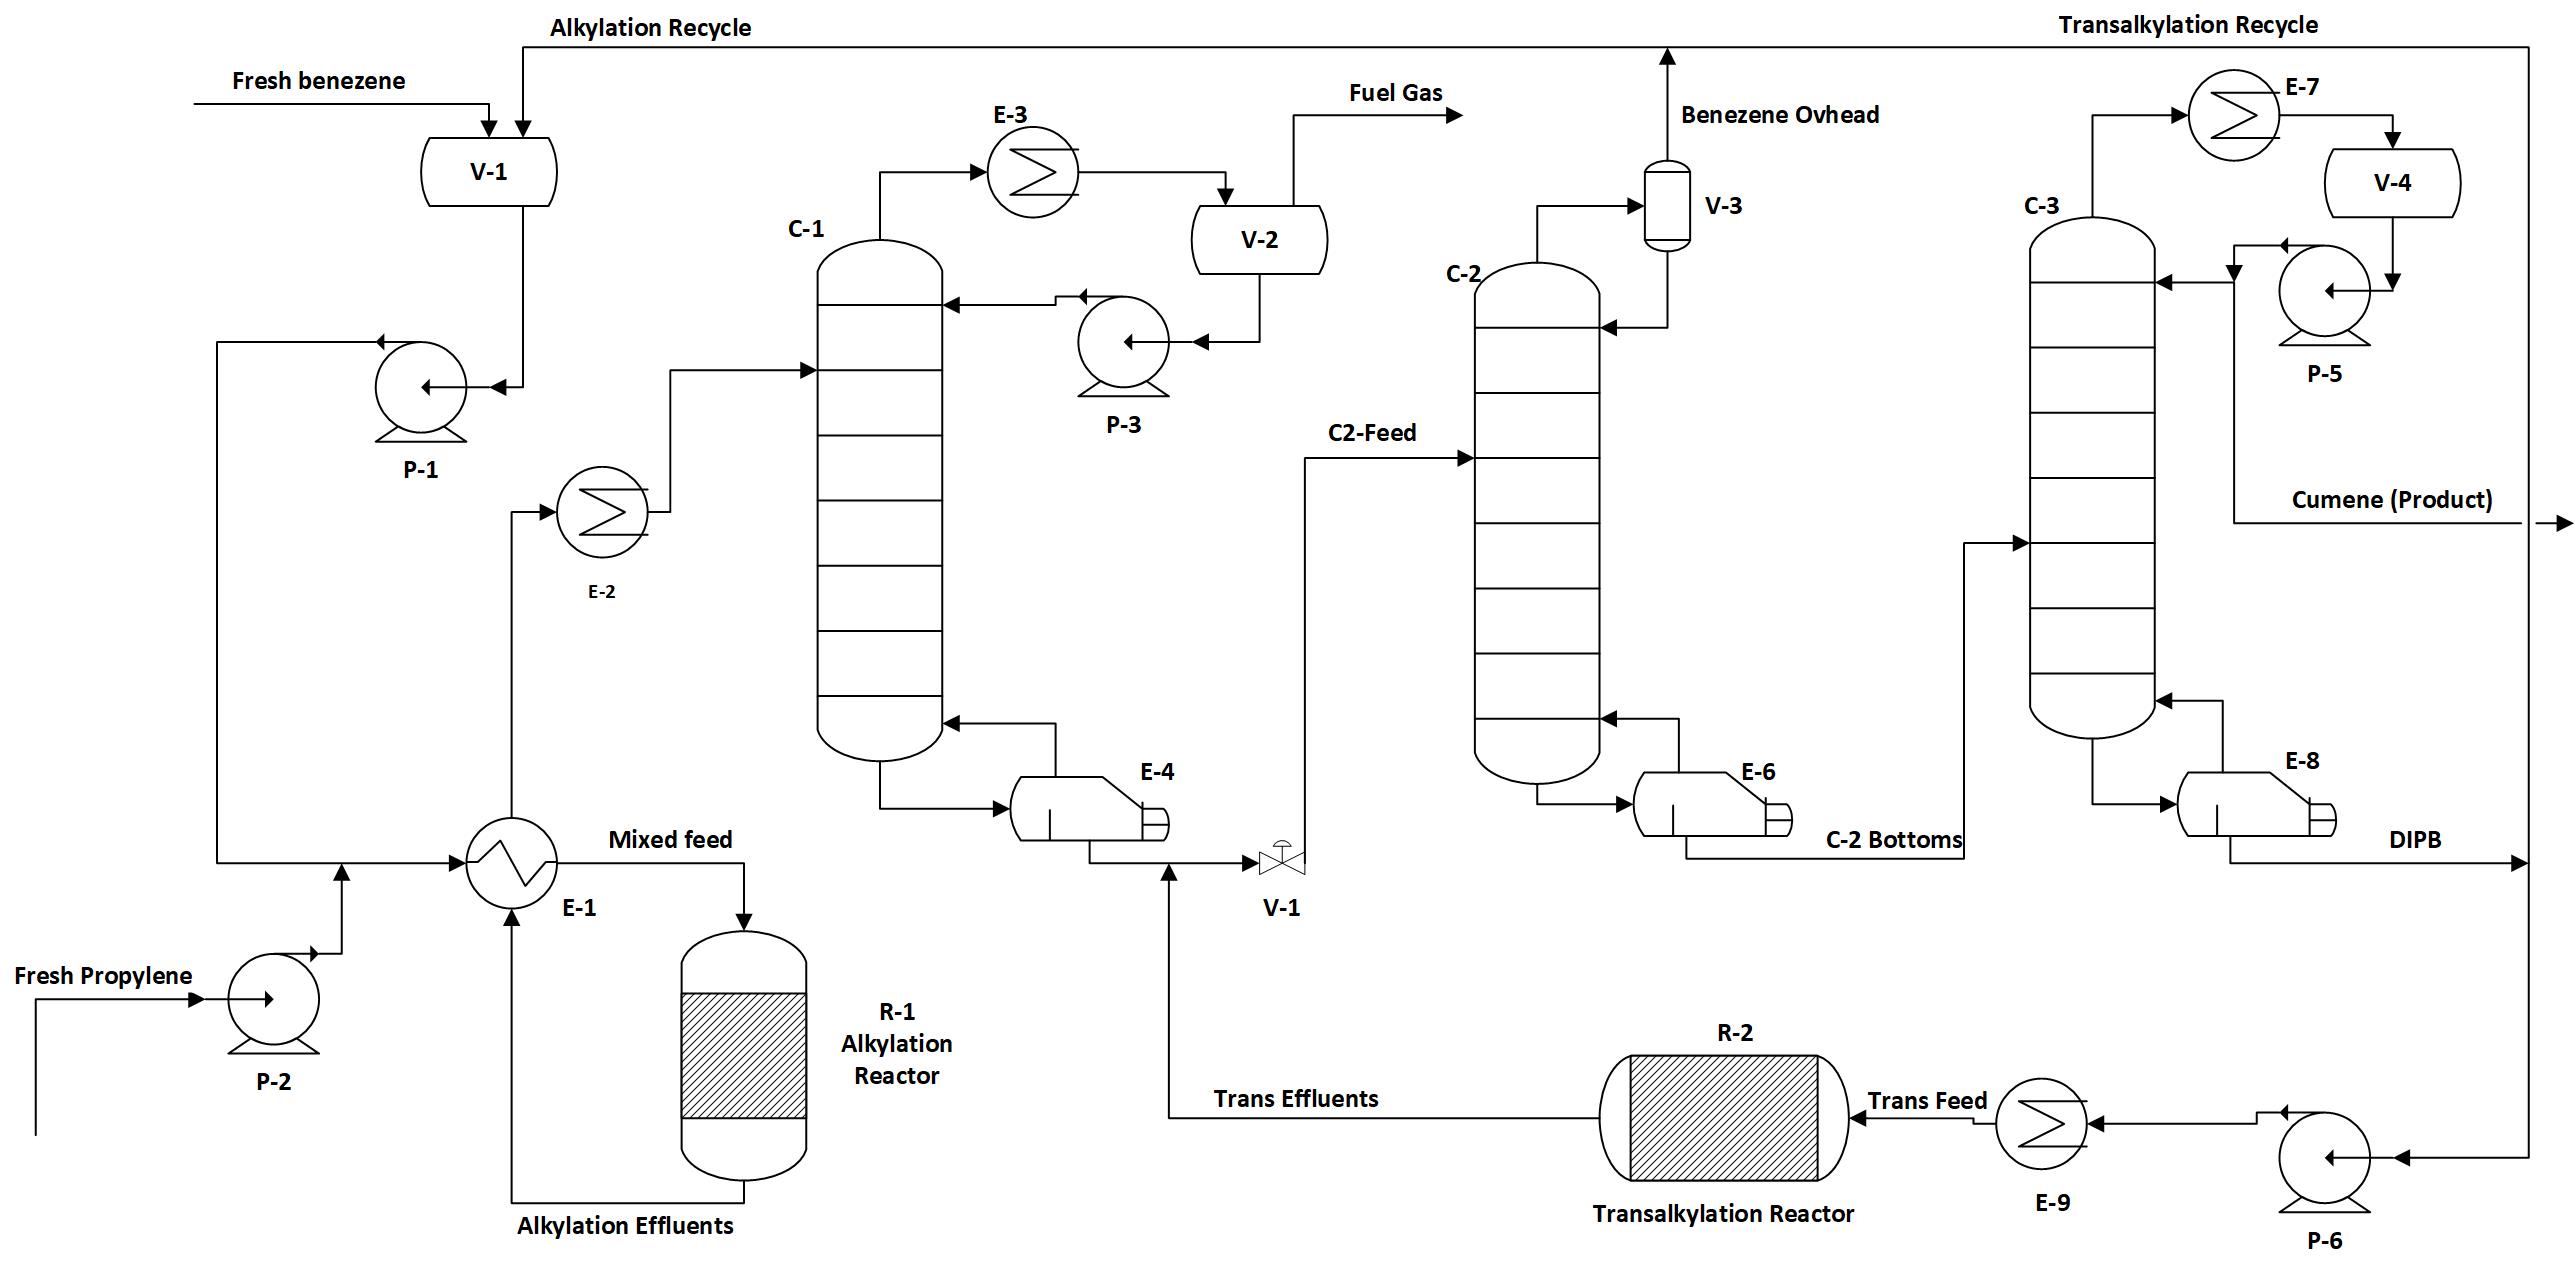 Alkylation Recycle
Transalkylation Recycle
Fresh benezene
E-7
Fuel Gas
E-3
Benezene Ovhead
V-1
V-4
C-3
V-3
C-1
V-2
C-2
P-5
P-3
C2-Feed
P-1
Cumene (Product)
E-2
E-4
E-6
E-8
Mixed feed
C-2 Bottoms
DIPB
E-1
V-1
Fresh Propylene
R-1
Alkylation
Reactor
R-2
P-2
Trans Effluents
Trans Feed
E-9
Transalkylation Reactor
Alkylation Effluents
P-6